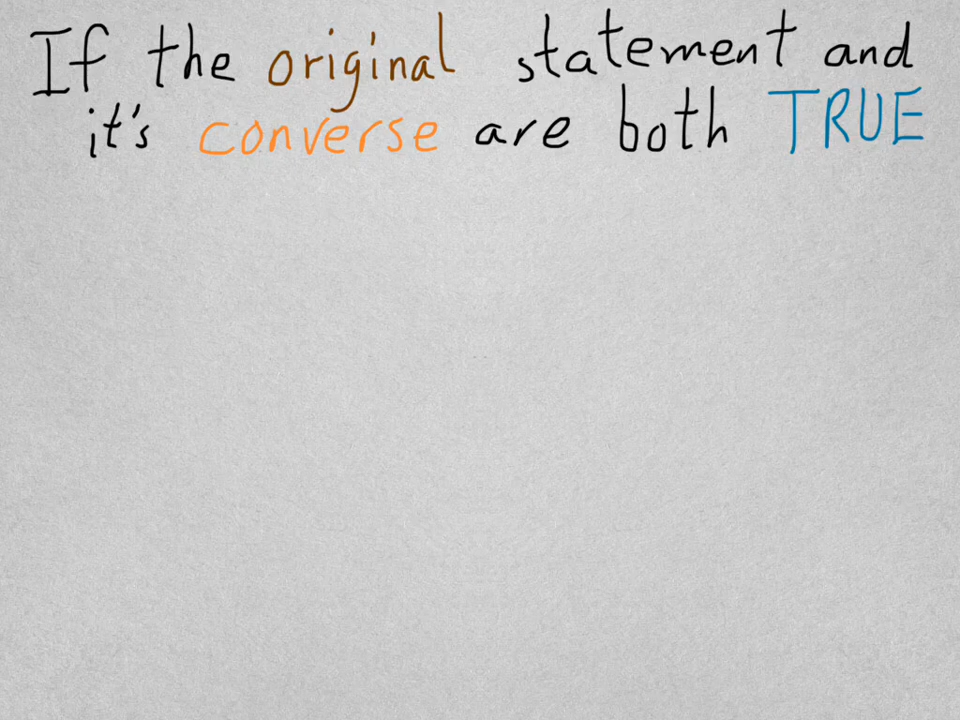 If the original statement and
it's converse are both TRUE